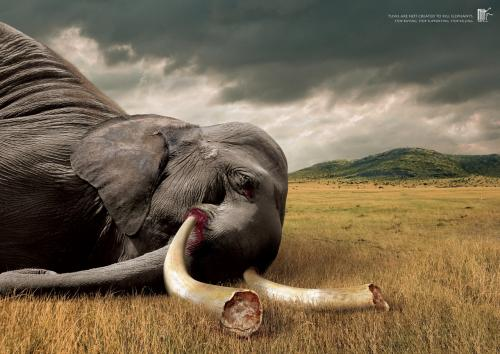 TUSKS ARE NOT CREATED TO KILL ELEPHANTS.
STOP BUYING. STOP SUPPORTING. STOP KILLING.